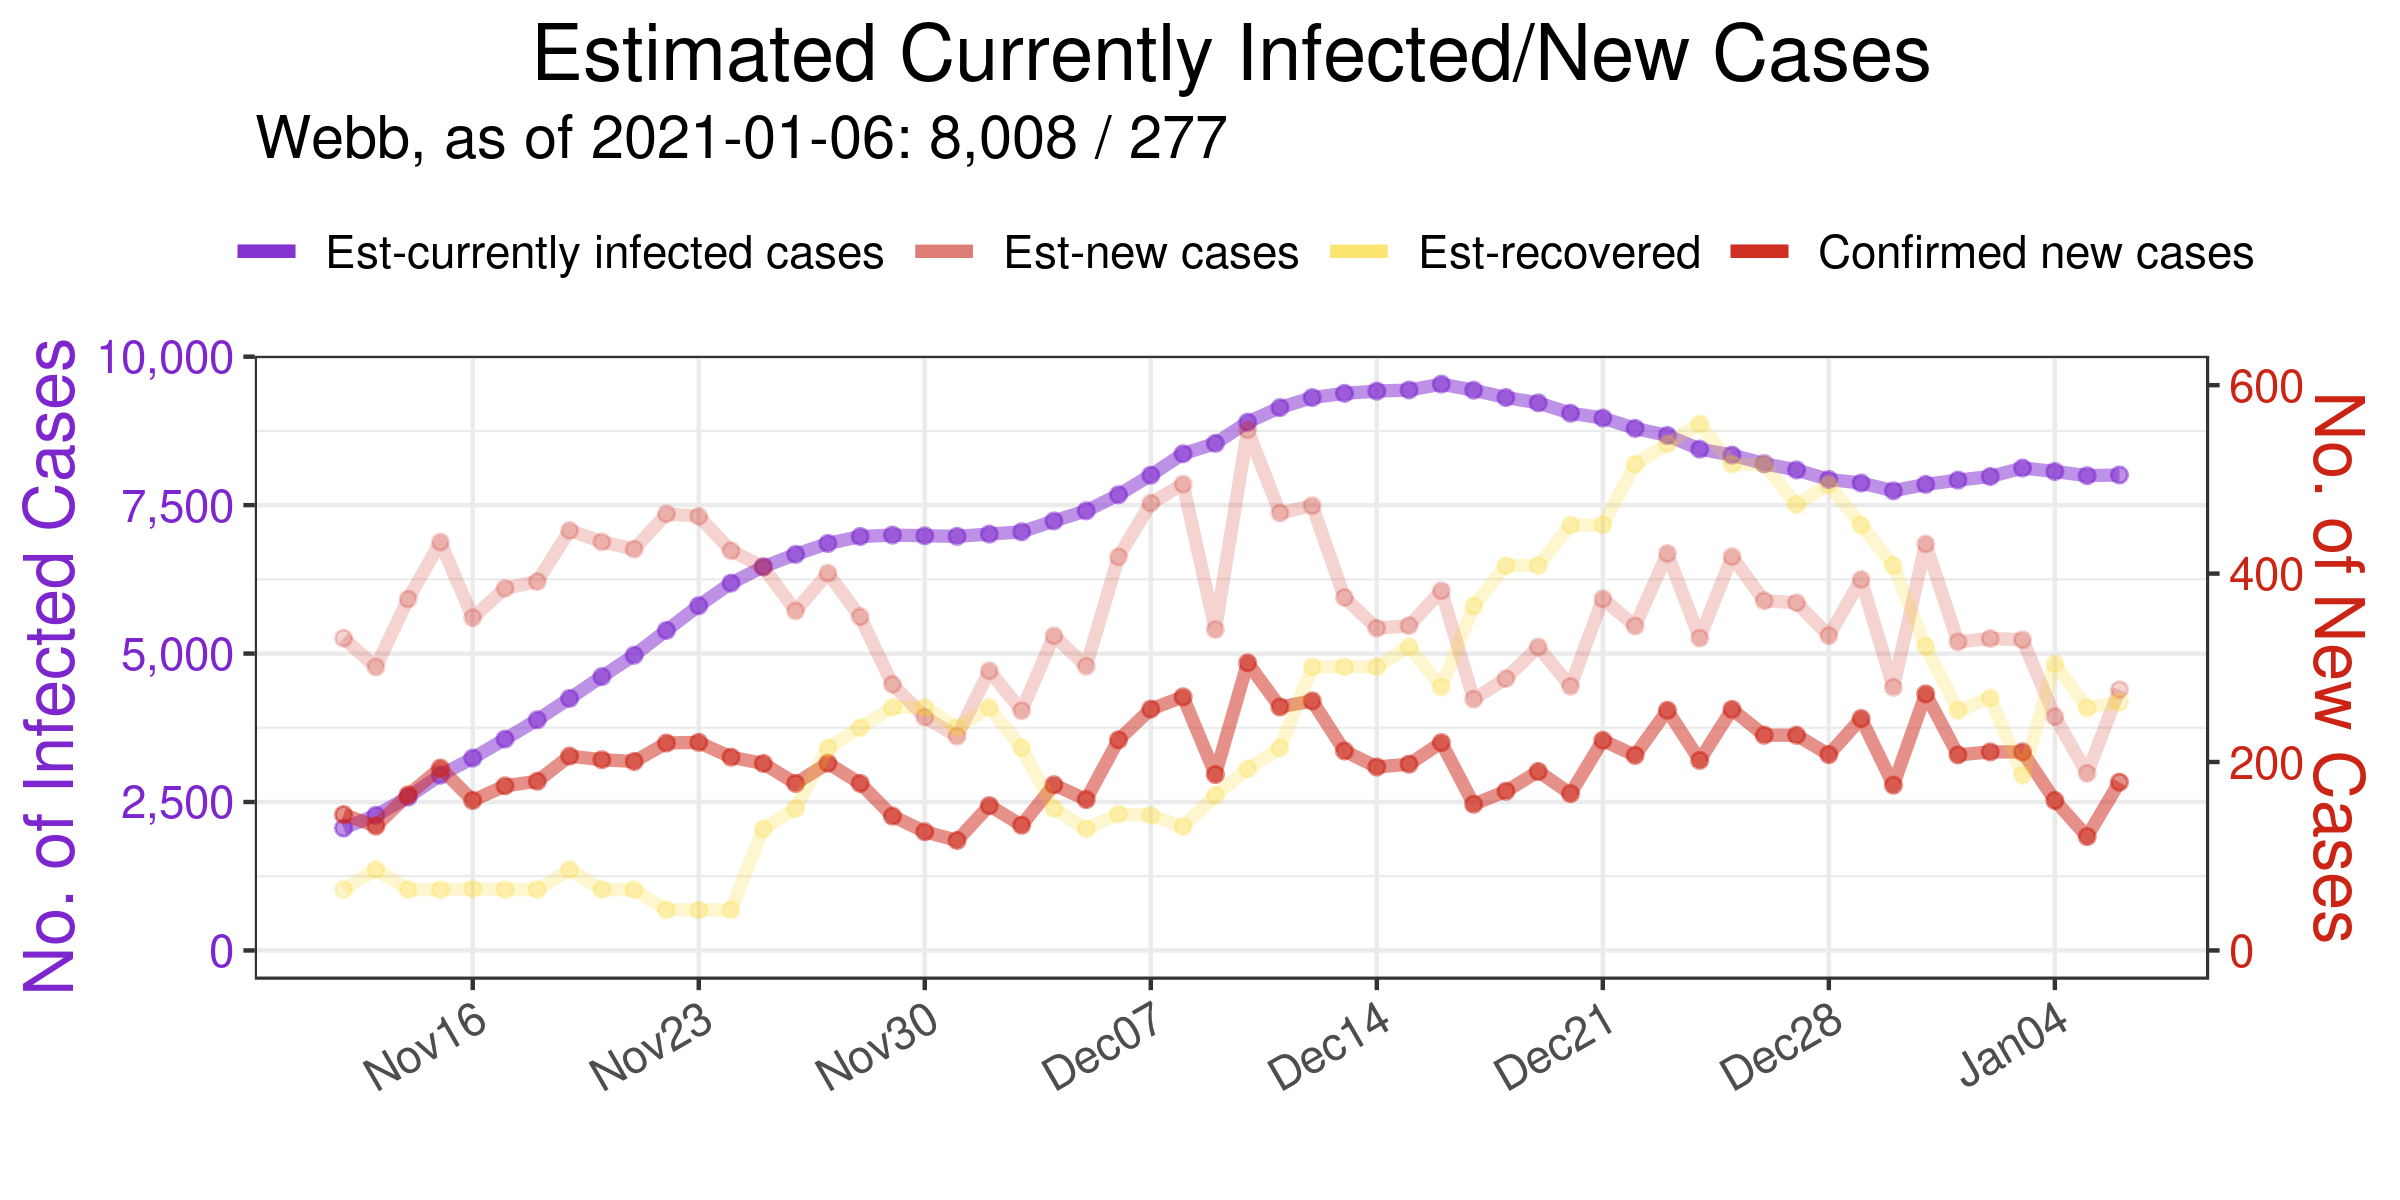 Estimated Currently Infected/New Cases
Webb, as of 2021-01-06: 8,008 / 277
Est-currently infected cases Est-new cases Est-recovered Confirmed new cases
No. of Infected Cases
10,000
7,500
5,000
2,500
0
600
400
200
0
No. of New Cases
Nov16 Nov23 Nov30 Dec07 Dec14 Dec21 Dec28 Jan04